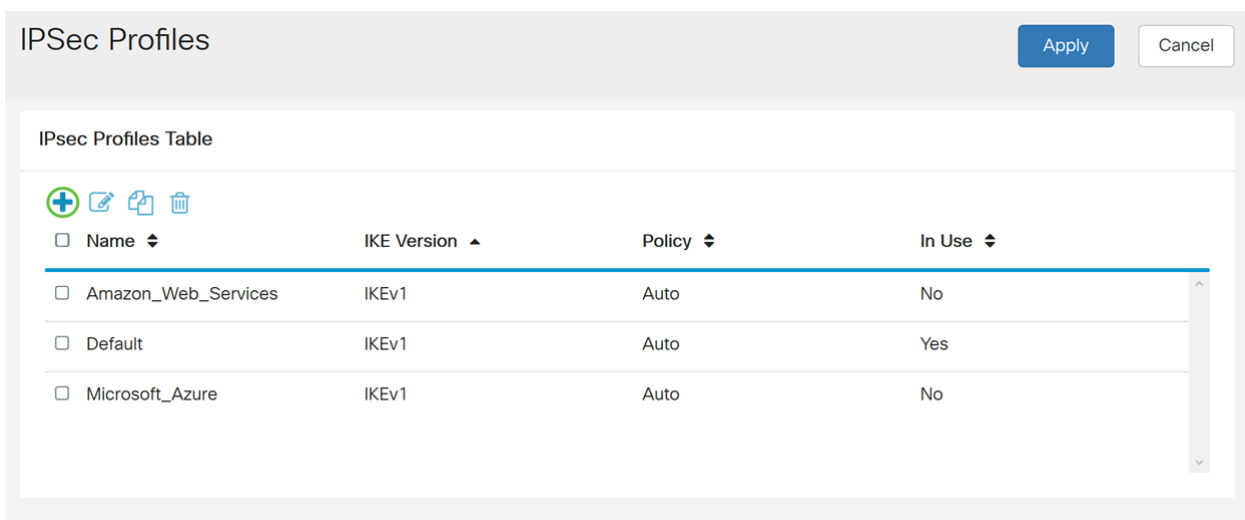 IPSec Profiles
Apply Cancel
IPsec Profiles Table
Name IKE Version Policy In Use
Amazon_Web_Services IKEv1 Auto No
Default IKEv1 Auto Yes
Microsoft_Azure IKEv1 Auto No